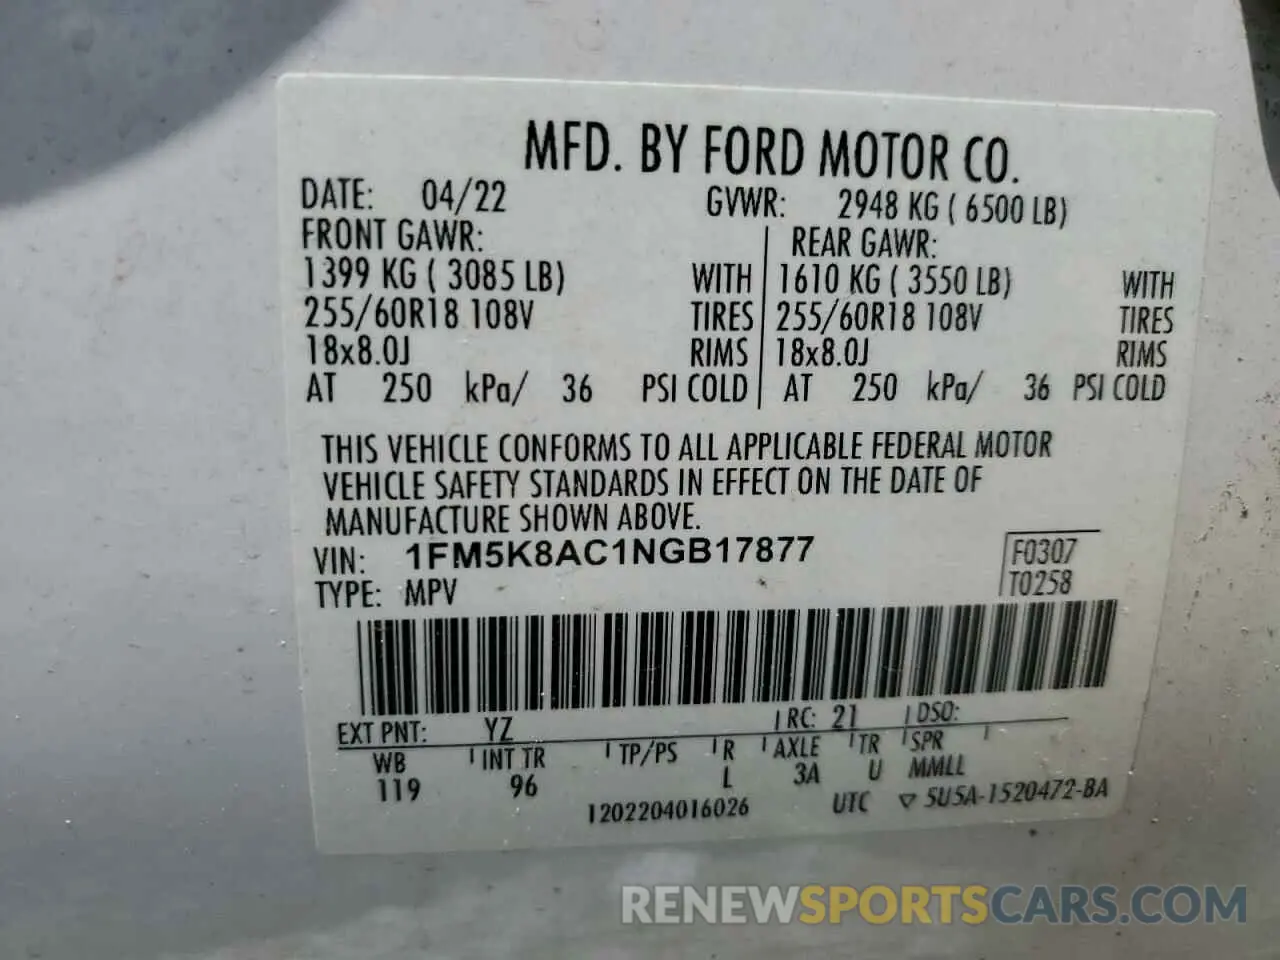 MFD. BY FORD MOTOR CO.
DATE: 04/22 GVWR: 2948 KG ( 6500 LB)
FRONT GAWR: REAR GAWR:
1399 KG ( 3085 LB) WITH 1610 KG ( 3550 LB) WITH
255/60R18 108V TIRES 255/60R18 108V TIRES
18x8.0J RIMS 18x8.0J RIMS
AT 250 kPa/ 36 PSI COLD AT 250 kPa/ 36 PSI COLD
THIS VEHICLE CONFORMS TO ALL APPLICABLE FEDERAL MOTOR
VEHICLE SAFETY STANDARDS IN EFFECT ON THE DATE OF
MANUFACTURE SHOWN ABOVE.
VIN: 1FM5K8AC1NGB17877 F0307
TYPE: MPV T0258
EXT PNT: YZ RC: 21 DSO:
WB INT TR TP/PS R AXLE TR SPR
119 96 L 3A U MMLL
1202204016026 UTC ▽ 5U5A-1520472-BA
RENEWSPORTSCARS.COM